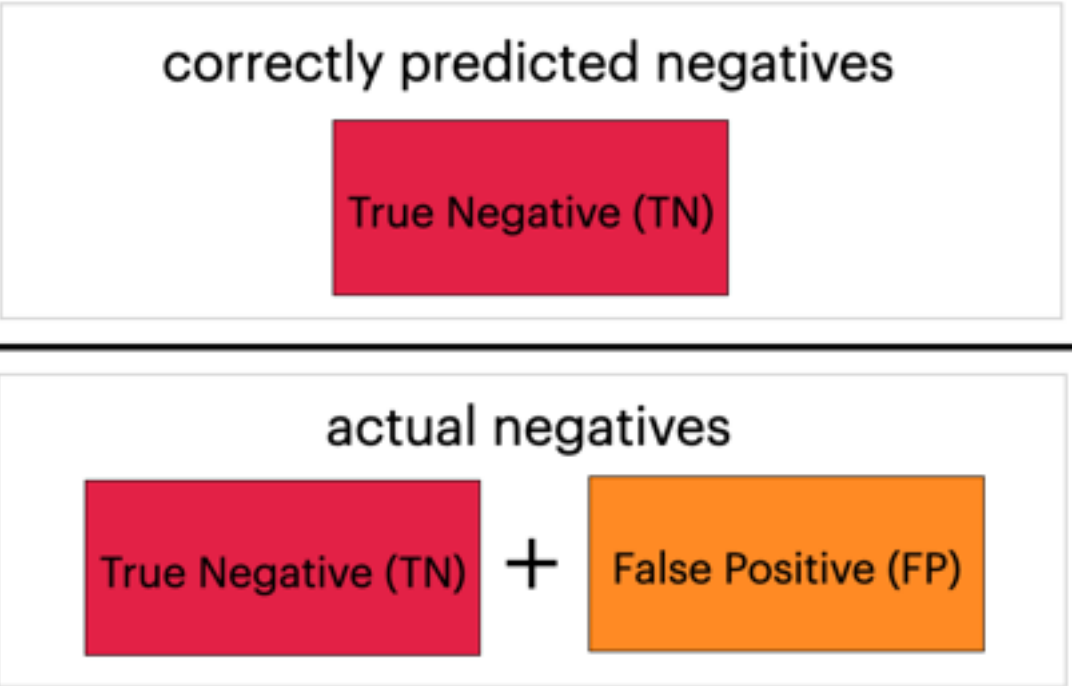 correctly predicted negatives
True Negative (TN)
actual negatives
True Negative (TN) + False Positive (FP)